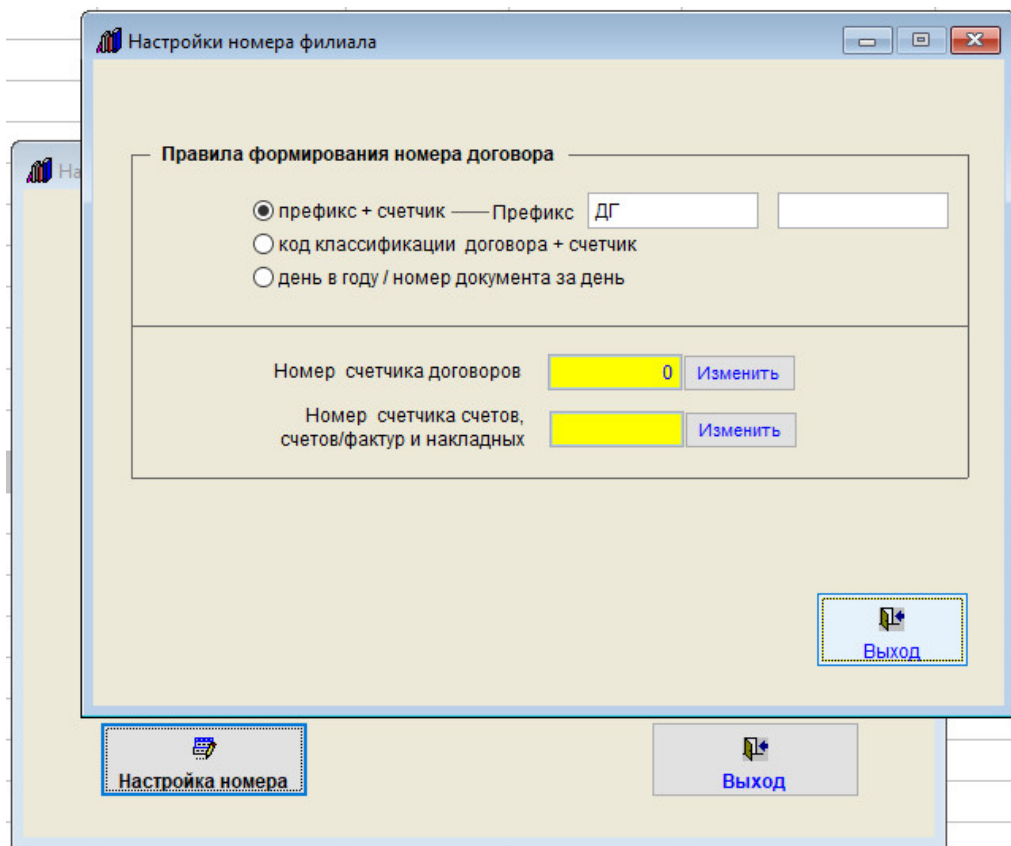 Настройки номера филиала
На
Правила формирования номера договора
префикс + счетчик Префикс ДГ
код классификации договора + счетчик
день в году / номер документа за день
Номер счетчика договоров 0 Изменить
Номер счетчика счетов,
счетов/фактур и накладных Изменить
Выход
Настройка номера Выход